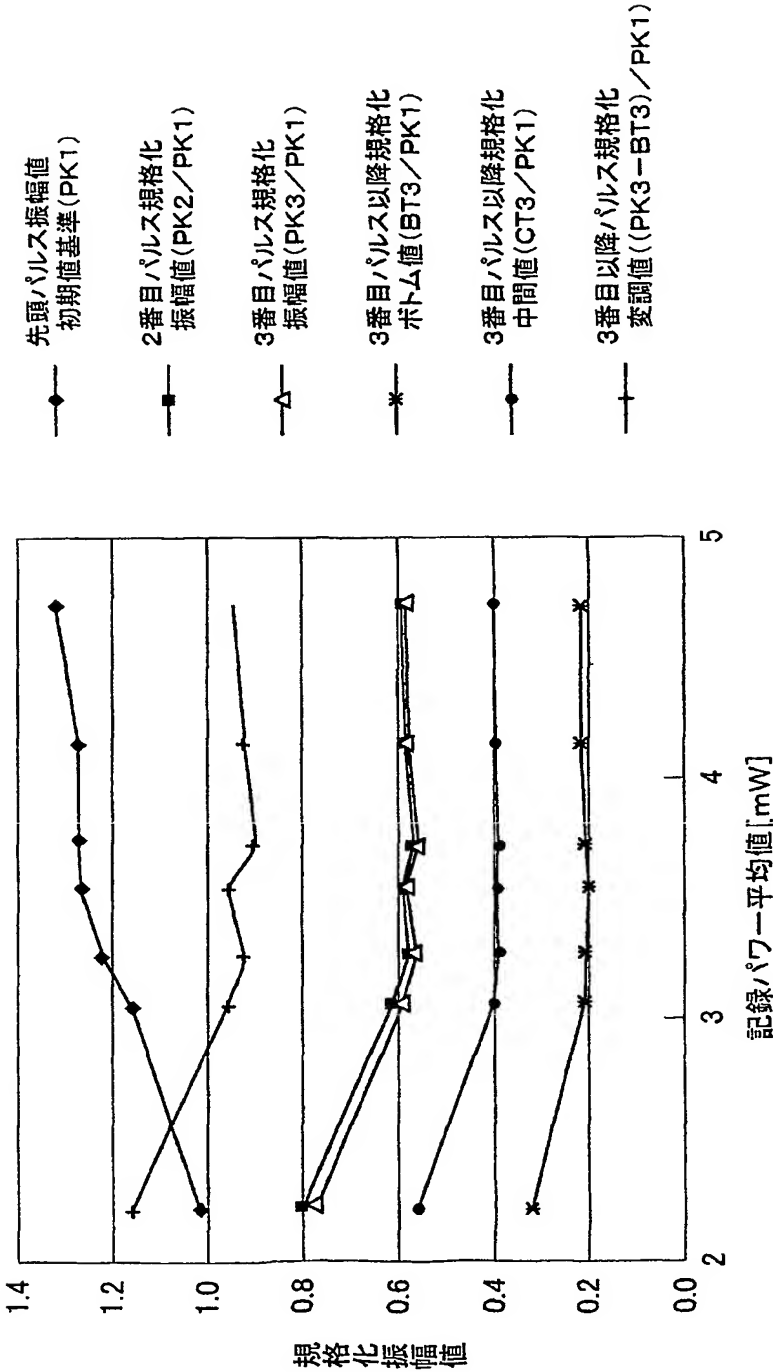 規格化振幅値
1.4
1.2
1.0
0.8
0.6
0.4
0.2
0.0
2
3
4
5
記録パワー平均値[mW]
先頭パルス振幅値
初期値基準(PK1)
2番目パルス規格化
振幅値(PK2/PK1)
3番目パルス規格化
振幅値(PK3/PK1)
3番目パルス以降規格化
ボトム値(BT3/PK1)
3番目パルス以降規格化
中間値(CT3/PK1)
3番目以降パルス規格化
変調値((PK3-BT3)/PK1)